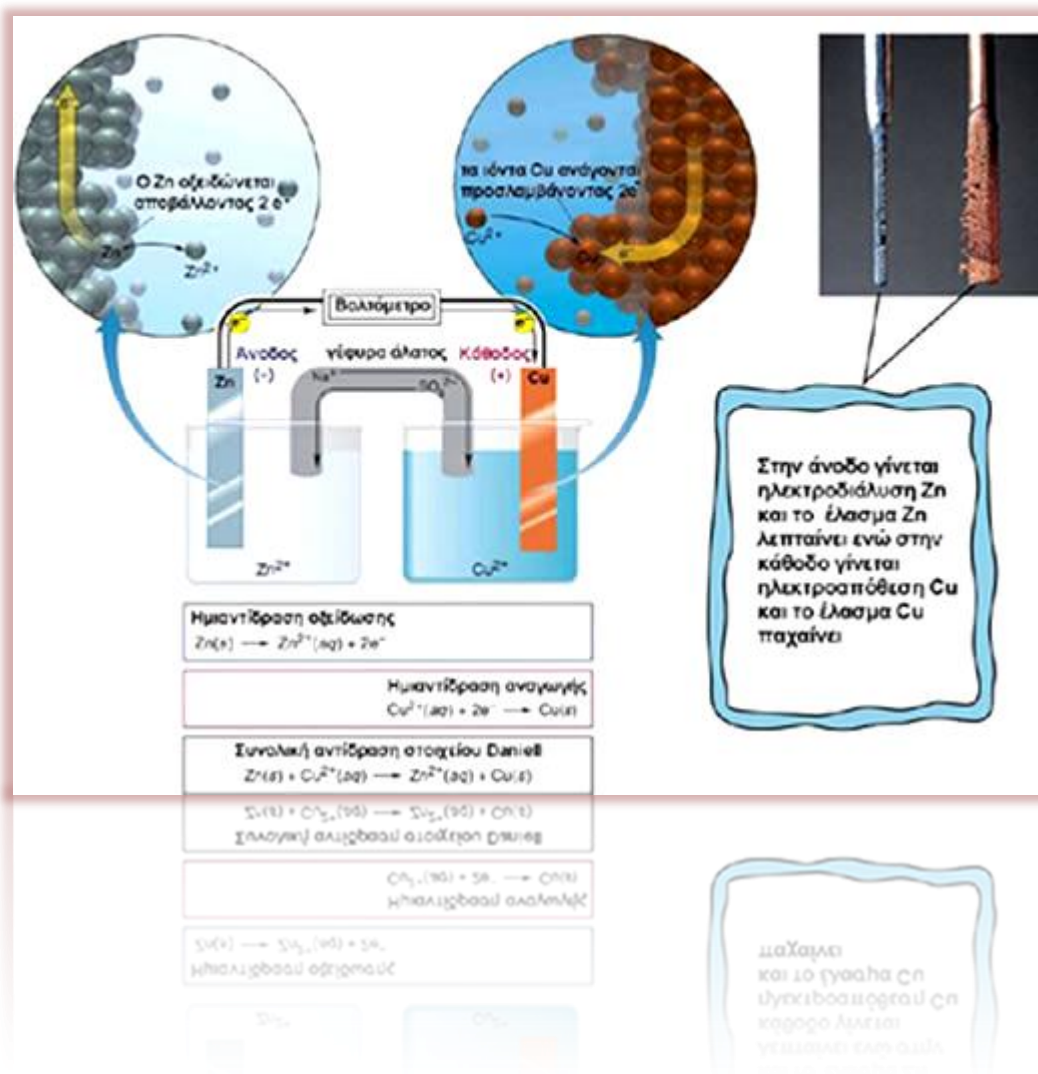 e⁻
Ο Zn οξειδώνεται
αποβάλλοντας 2 e⁻
Zn
Zn²⁺
τα ιόντα Cu ανάγονται
προσλαμβάνοντας 2e⁻
Cu²⁺
Cu
e⁻
Βολτόμετρο
e⁻
e⁻
Άνοδος
(-)
γέφυρα άλατος
Κάθοδος
(+)
Zn
Na⁺
SO₄²⁻
Cu
Zn²⁺
Cu²⁺
Ημιαντίδραση οξείδωσης
Zn(s) → Zn²⁺(aq) + 2e⁻
Ημιαντίδραση αναγωγής
Cu²⁺(aq) + 2e⁻ → Cu(s)
Συνολική αντίδραση στοιχείου Daniell
Zn(s) + Cu²⁺(aq) → Zn²⁺(aq) + Cu(s)
Στην άνοδο γίνεται
ηλεκτροδιάλυση Zn
και το έλασμα Zn
λεπταίνει ενώ στην
κάθοδο γίνεται
ηλεκτροαπόθεση Cu
και το έλασμα Cu
παχαίνει